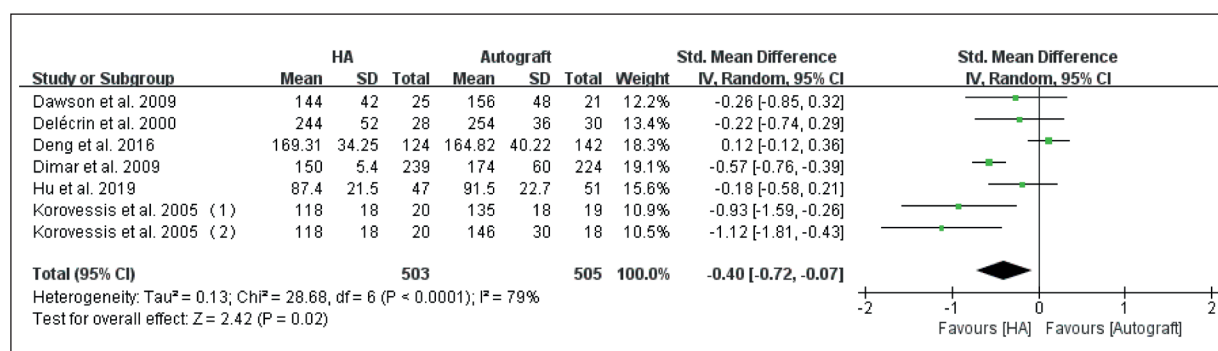 HA Autograft Std. Mean Difference Std. Mean Difference
Study or Subgroup Mean SD Total Mean SD Total Weight IV, Random, 95% CI IV, Random, 95% CI
Dawson et al. 2009 144 42 25 156 48 21 12.2% -0.26 [-0.85, 0.32]
Delécrin et al. 2000 244 52 28 254 36 30 13.4% -0.22 [-0.74, 0.29]
Deng et al. 2016 169.31 34.25 124 164.82 40.22 142 18.3% 0.12 [-0.12, 0.36]
Dimar et al. 2009 150 5.4 239 174 60 224 19.1% -0.57 [-0.76, -0.39]
Hu et al. 2019 87.4 21.5 47 91.5 22.7 51 15.6% -0.18 [-0.58, 0.21]
Korovessis et al. 2005 (1) 118 18 20 135 18 19 10.9% -0.93 [-1.59, -0.26]
Korovessis et al. 2005 (2) 118 18 20 146 30 18 10.5% -1.12 [-1.81, -0.43]
Total (95% CI) 503 505 100.0% -0.40 [-0.72, -0.07]
Heterogeneity: Tau² = 0.13; Chi² = 28.68, df = 6 (P < 0.0001); I² = 79%
Test for overall effect: Z = 2.42 (P = 0.02)
-2 -1 0 1 2
Favours [HA] Favours [Autograft]